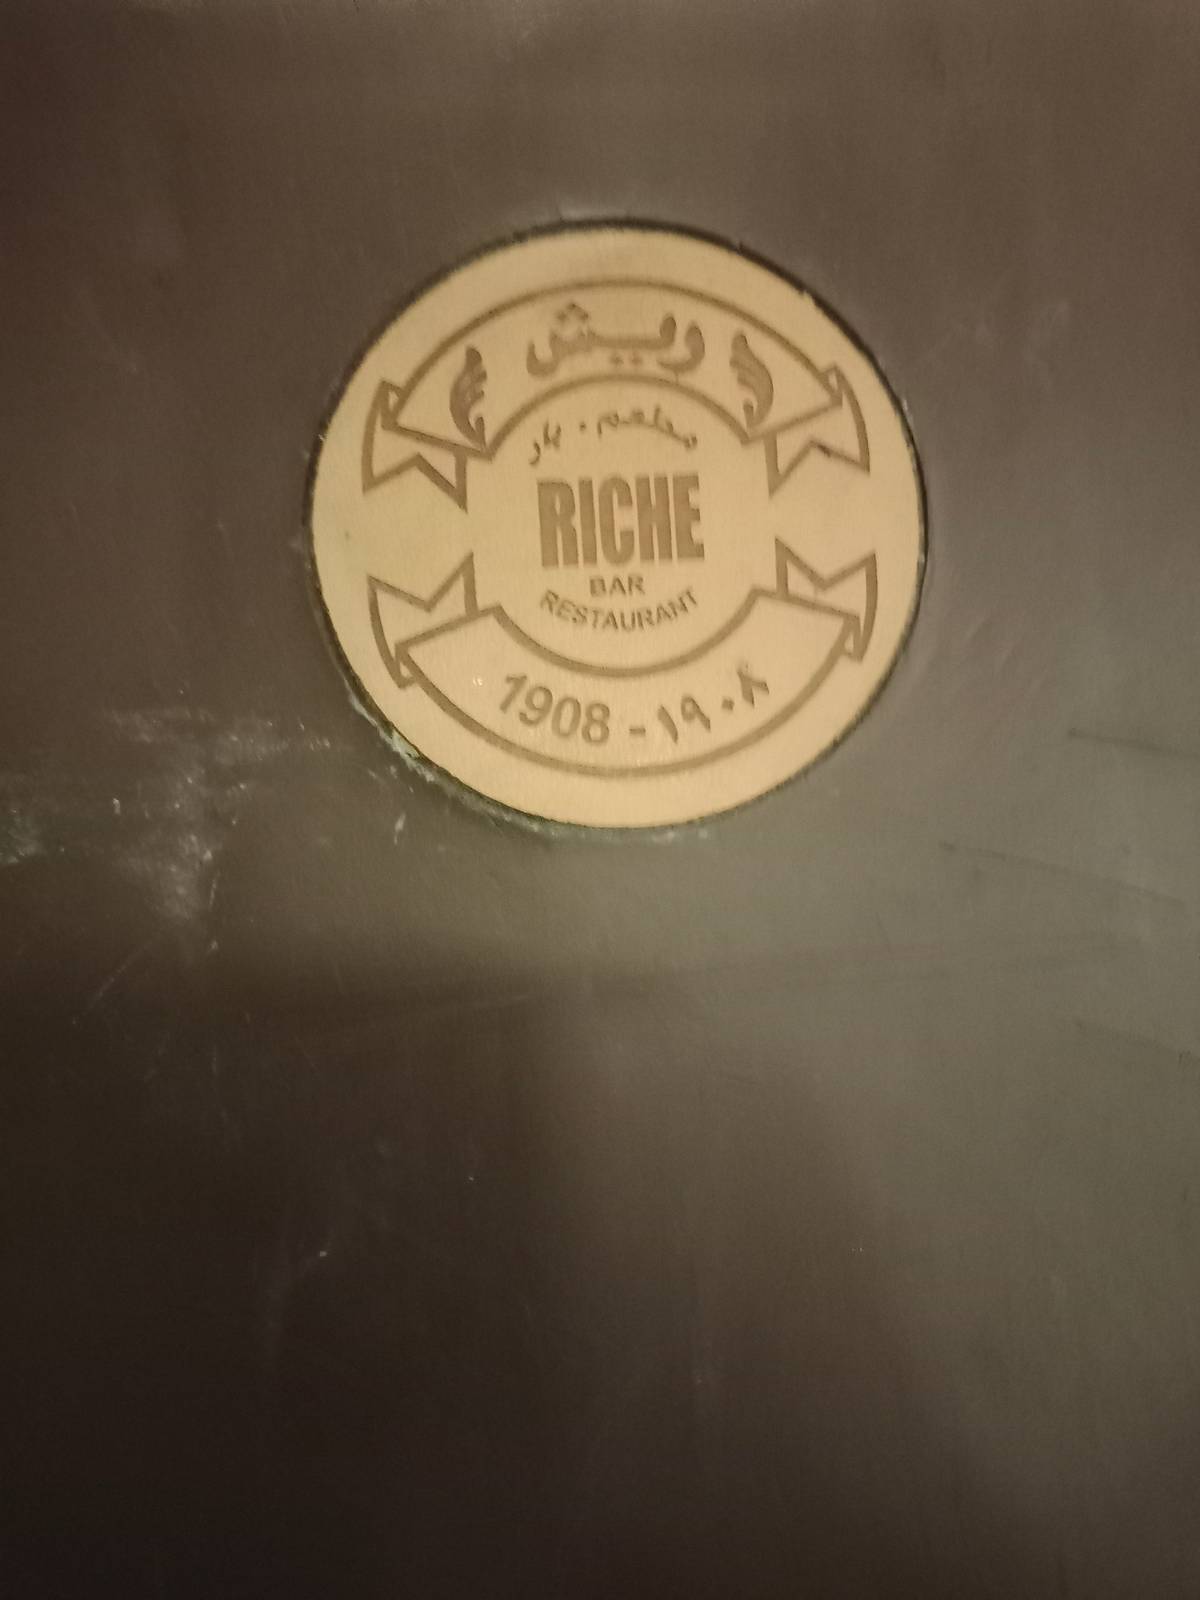 ريش
مطعم • بار
RICHE
BAR
RESTAURANT
1908 - ١٩٠٨